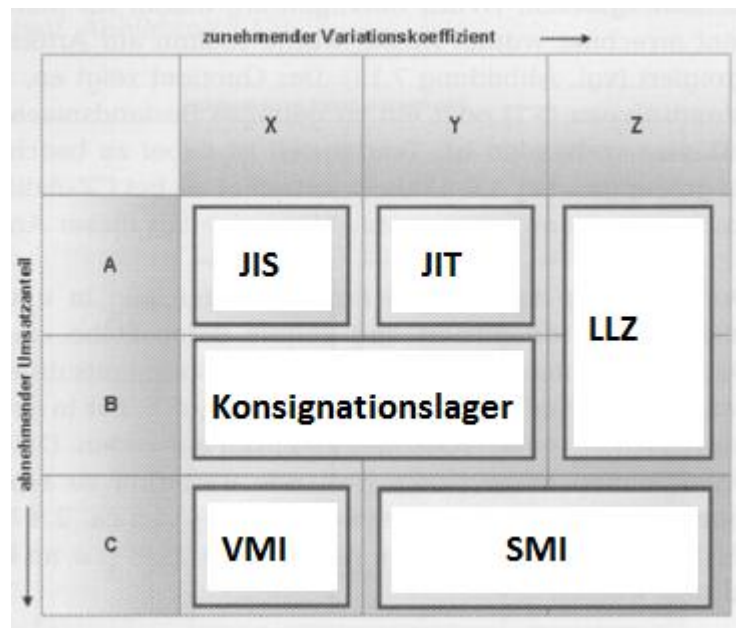 zunehmender Variationskoeffizient
X Y Z
A JIS JIT
LLZ
B Konsignationslager
C VMI SMI
abnehmender Umsatzanteil